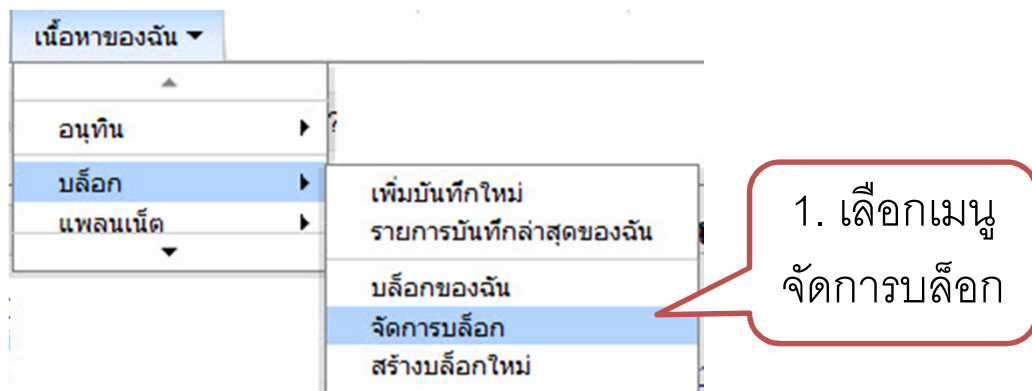 เนื้อหาของฉัน
อนุทิน
บล็อก
แพลนเน็ต
เพิ่มบันทึกใหม่
รายการบันทึกล่าสุดของฉัน
บล็อกของฉัน
จัดการบล็อก
สร้างบล็อกใหม่
1. เลือกเมนู
จัดการบล็อก